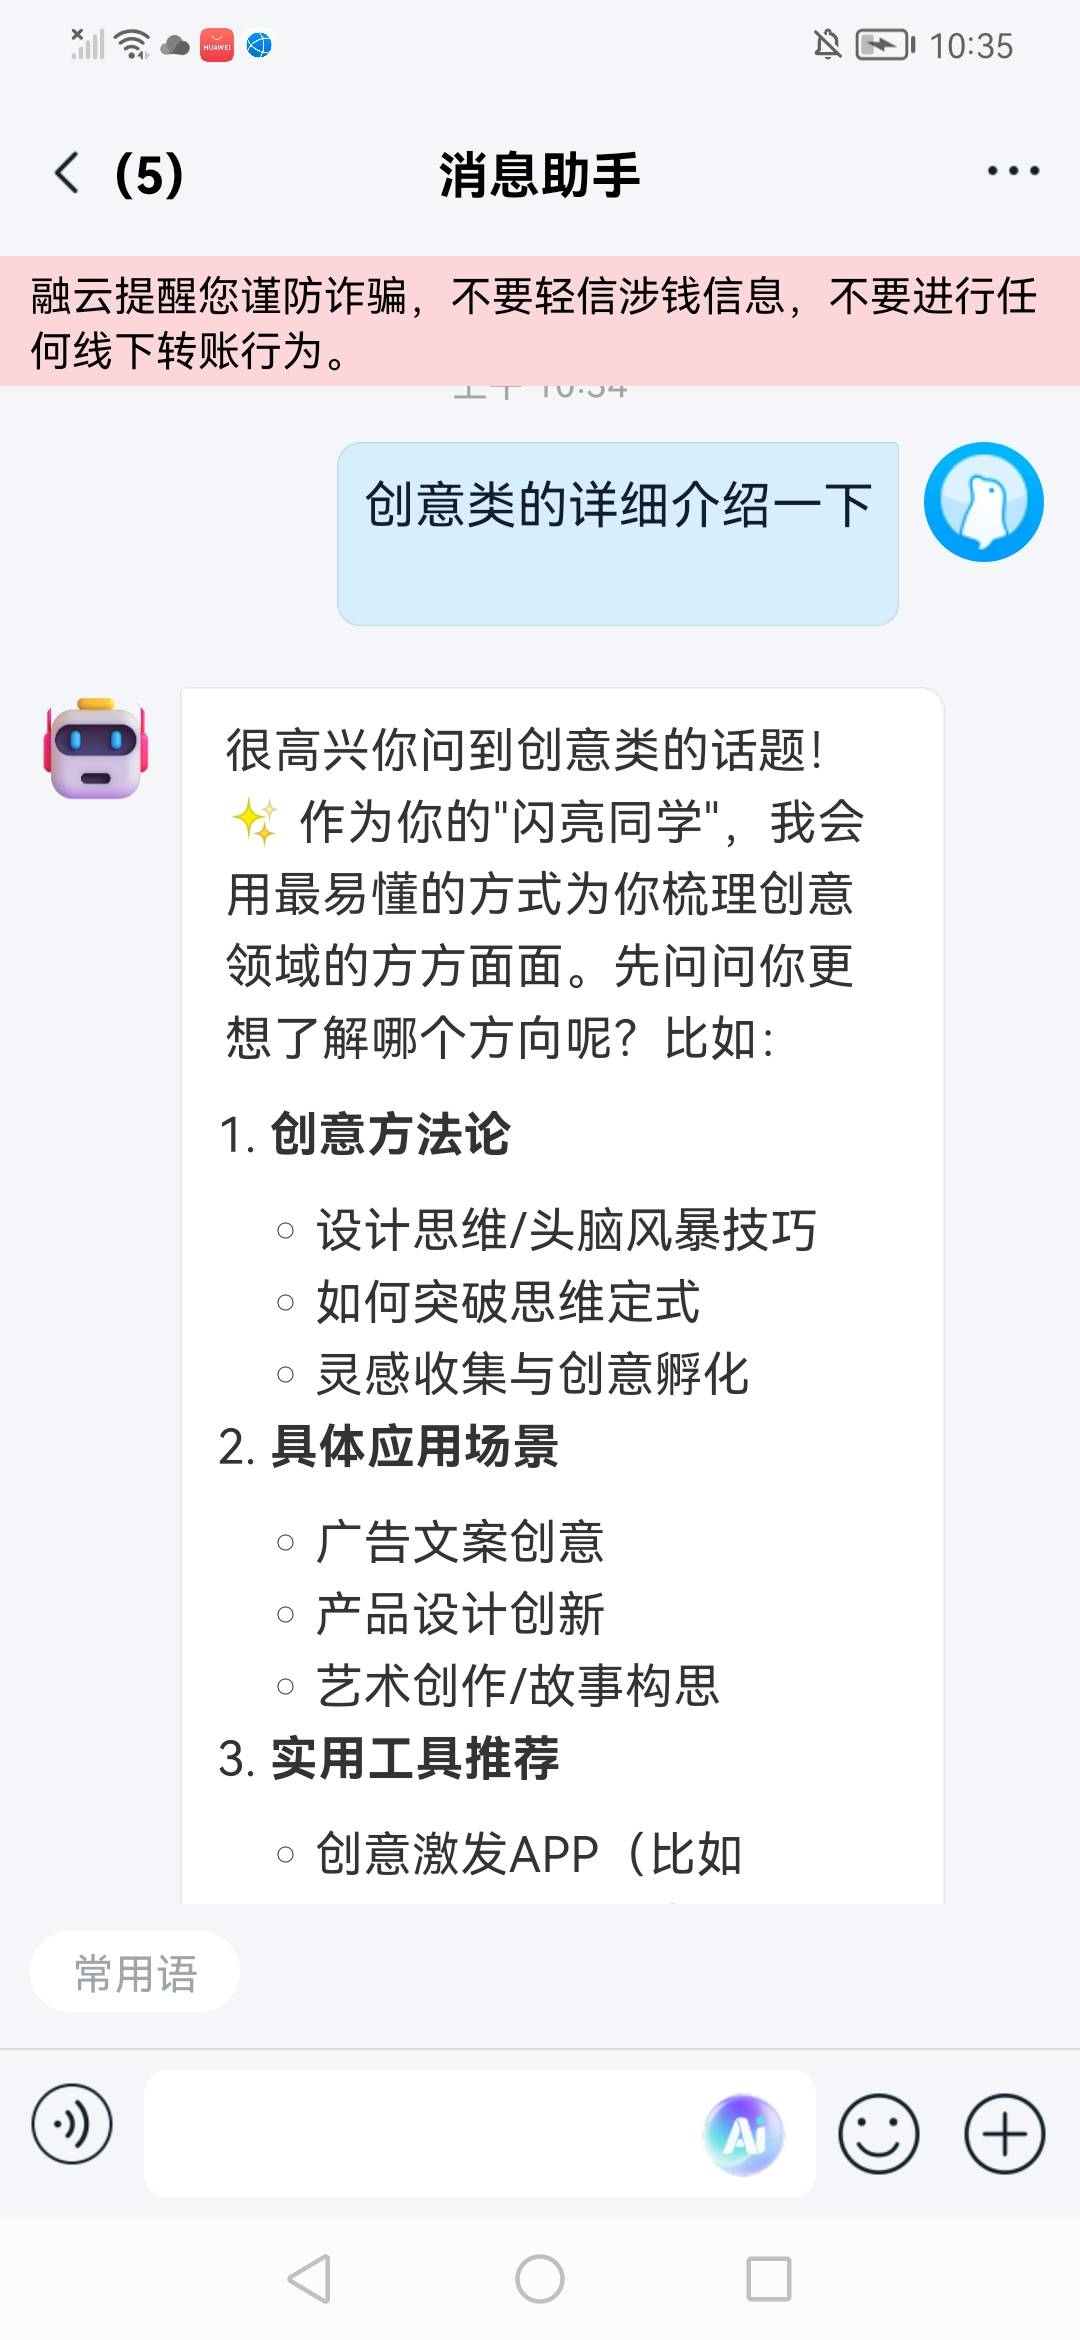 HUAWEI
10:35
(5)
消息助手
融云提醒您谨防诈骗，不要轻信涉钱信息，不要进行任
何线下转账行为。
上午 10:34
创意类的详细介绍一下
很高兴你问到创意类的话题！
✨ 作为你的"闪亮同学"，我会
用最易懂的方式为你梳理创意
领域的方方面面。先问问你更
想了解哪个方向呢？比如：
1. 创意方法论
◦ 设计思维/头脑风暴技巧
◦ 如何突破思维定式
◦ 灵感收集与创意孵化
2. 具体应用场景
◦ 广告文案创意
◦ 产品设计创新
◦ 艺术创作/故事构思
3. 实用工具推荐
◦ 创意激发APP（比如
常用语
Ai